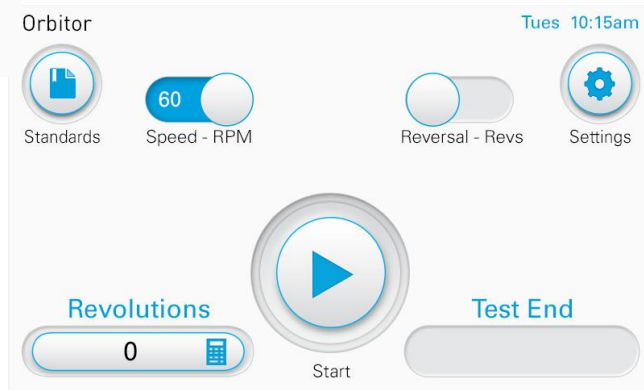 Orbitor
Tues 10:15am
60
Standards
Speed - RPM
Reversal - Revs
Settings
Revolutions
Test End
0
Start